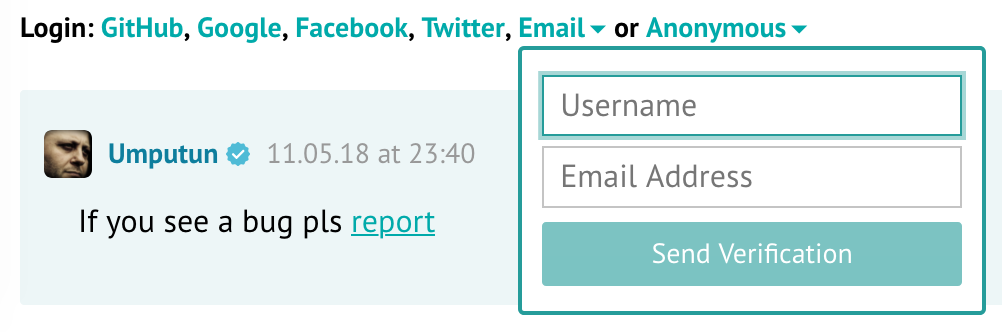 Login: GitHub, Google, Facebook, Twitter, Email or Anonymous
Username
Umputun 11.05.18 at 23:40
Email Address
If you see a bug pls report
Send Verification